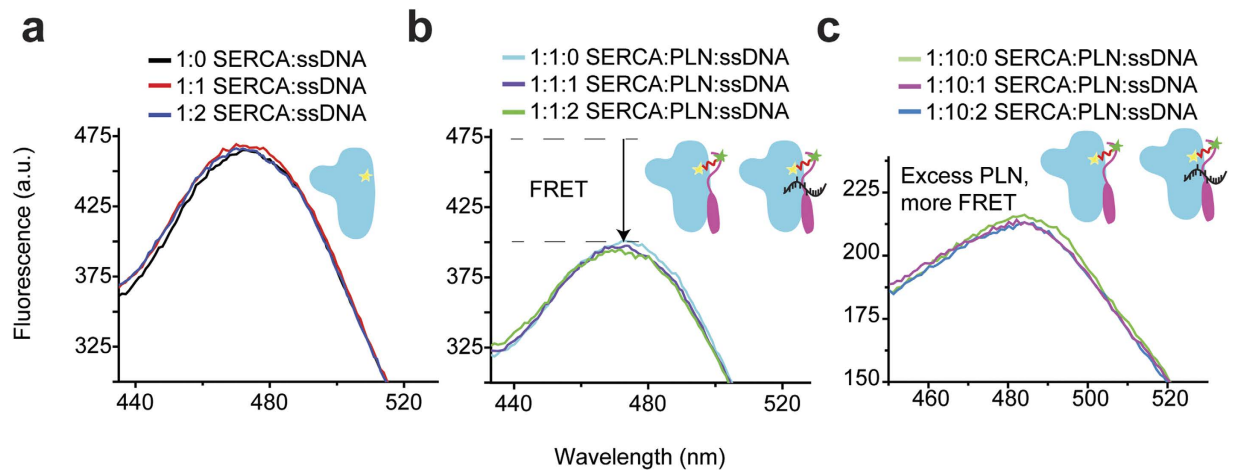 a
1:0 SERCA:ssDNA
1:1 SERCA:ssDNA
1:2 SERCA:ssDNA
475
425
375
325
440
480
520
Fluorescence (a.u.)
b
1:1:0 SERCA:PLN:ssDNA
1:1:1 SERCA:PLN:ssDNA
1:1:2 SERCA:PLN:ssDNA
475
425
375
325
FRET
440
480
520
Wavelength (nm)
c
1:10:0 SERCA:PLN:ssDNA
1:10:1 SERCA:PLN:ssDNA
1:10:2 SERCA:PLN:ssDNA
Excess PLN,
more FRET
225
200
175
150
460
480
500
520